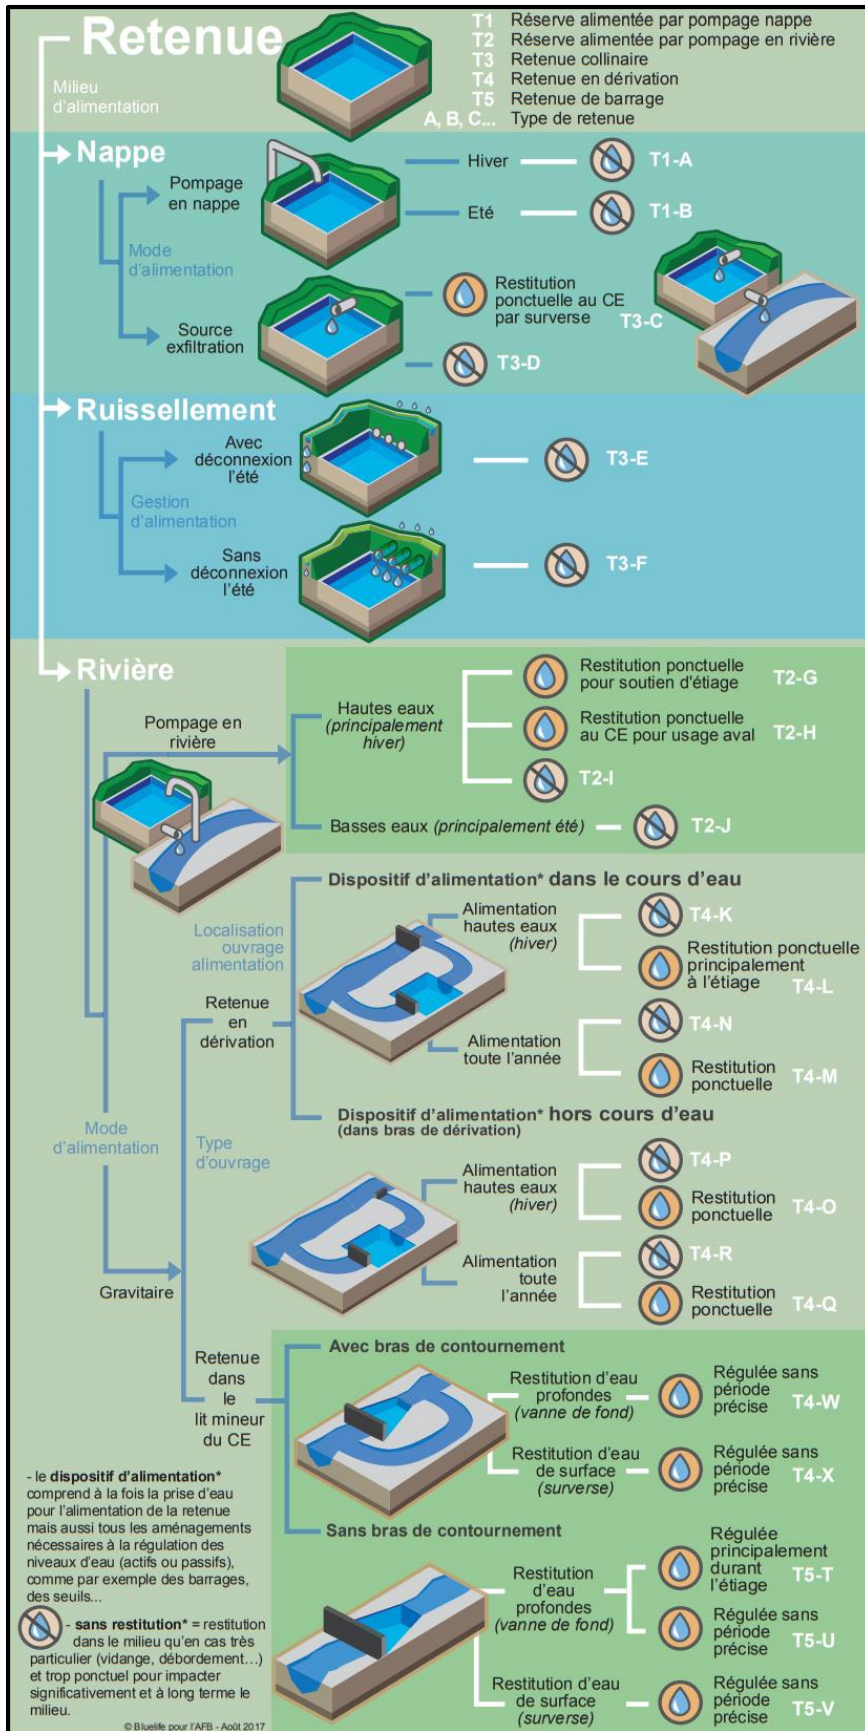 Retenue
T1 Réserve alimentée par pompage nappe
T2 Réserve alimentée par pompage en rivière
T3 Retenue collinaire
T4 Retenue en dérivation
T5 Retenue de barrage
A, B, C... Type de retenue
Milieu
d'alimentation
Nappe
Pompage
en nappe
Hiver
T1-A
Eté
T1-B
Mode
d'alimentation
Source
exfiltration
Restitution
ponctuelle au CE
par surverse
T3-C
T3-D
Ruissellement
Avec
déconnexion
l'été
T3-E
Gestion
d'alimentation
Sans
déconnexion
l'été
T3-F
Rivière
Pompage en
rivière
Hautes eaux
(principalement
hiver)
Restitution ponctuelle
pour soutien d'étiage
T2-G
Restitution ponctuelle
au CE pour usage aval
T2-H
T2-I
Basses eaux (principalement été)
T2-J
Dispositif d'alimentation* dans le cours d'eau
Localisation
ouvrage
alimentation
Alimentation
hautes eaux
(hiver)
T4-K
Restitution ponctuelle
principalement
à l'étiage
T4-L
Retenue
en
dérivation
Alimentation
toute l'année
T4-N
Restitution
ponctuelle
T4-M
Dispositif d'alimentation* hors cours d'eau
(dans bras de dérivation)
Mode
d'alimentation
Type
d'ouvrage
Alimentation
hautes eaux
(hiver)
T4-P
Restitution
ponctuelle
T4-O
Alimentation
toute
l'année
T4-R
Restitution
ponctuelle
T4-Q
Gravitaire
Retenue
dans
le
lit mineur
du CE
Avec bras de contournement
Restitution d'eau
profondes
(vanne de fond)
Régulée sans
période
précise
T4-W
Restitution d'eau
de surface
(surverse)
Régulée sans
période
précise
T4-X
Sans bras de contournement
Restitution
d'eau
profondes
(vanne de fond)
Régulée
principalement
durant
l'étiage
T5-T
Régulée sans
période
précise
T5-U
Restitution d'eau
de surface
(surverse)
Régulée sans
période
précise
T5-V
- le dispositif d'alimentation*
comprend à la fois la prise d'eau
pour l'alimentation de la retenue
mais aussi tous les aménagements
nécessaires à la régulation des
niveaux d'eau (actifs ou passifs),
comme par exemple des barrages,
des seuils...
- sans restitution* = restitution
dans le milieu qu'en cas très
particulier (vidange, débordement...)
et trop ponctuel pour impacter
significativement et à long terme le
milieu.
© Bluelife pour l'AFB - Août 2017